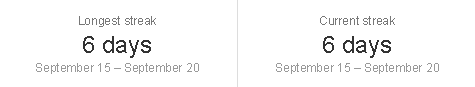 Longest streak
6 days
September 15 – September 20
Current streak
6 days
September 15 – September 20